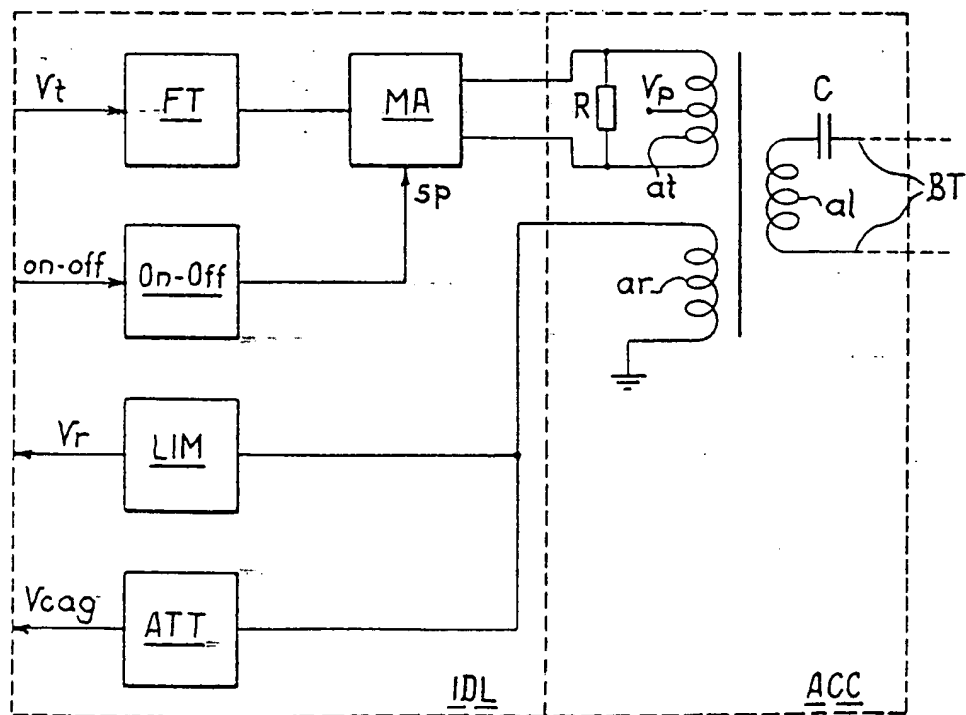 Vt
FT
MA
R
Vp
at
C
al
BT
sp
on-off
On-Off
ar
Vr
LIM
Vcag
ATT
IDL
ACC